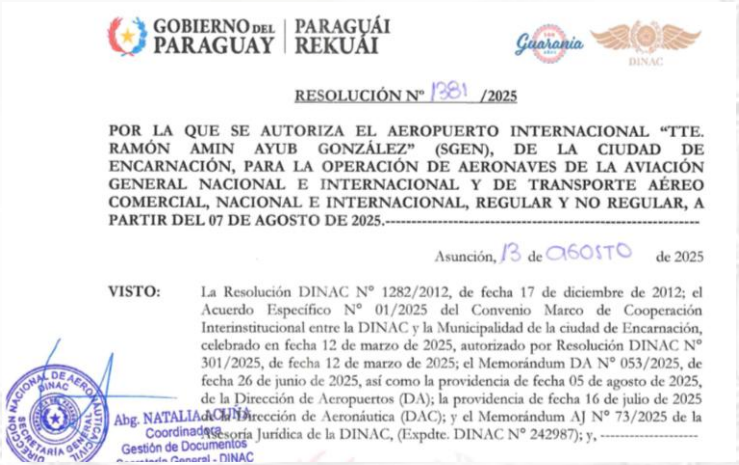 GOBIERNO DEL PARAGUAY
PARAGUÁI REKUÁI
Guarania
DINAC
RESOLUCIÓN Nº 1381 /2025
POR LA QUE SE AUTORIZA EL AEROPUERTO INTERNACIONAL “TTE.
RAMÓN AMIN AYUB GONZÁLEZ” (SGEN), DE LA CIUDAD DE
ENCARNACIÓN, PARA LA OPERACIÓN DE AERONAVES DE LA AVIACIÓN
GENERAL NACIONAL E INTERNACIONAL Y DE TRANSPORTE AÉREO
COMERCIAL, NACIONAL E INTERNACIONAL, REGULAR Y NO REGULAR, A
PARTIR DEL 07 DE AGOSTO DE 2025.------------------------------------------------
Asunción, 13 de AGOSTO de 2025
VISTO: La Resolución DINAC N° 1282/2012, de fecha 17 de diciembre de 2012; el
Acuerdo Específico N° 01/2025 del Convenio Marco de Cooperación
Interinstitucional entre la DINAC y la Municipalidad de la ciudad de Encarnación,
celebrado en fecha 12 de marzo de 2025, autorizado por Resolución DINAC N°
301/2025, de fecha 12 de marzo de 2025; el Memorándum DA N° 053/2025, de
fecha 26 de junio de 2025, así como la providencia de fecha 05 de agosto de 2025,
de la Dirección de Aeropuertos (DA); la providencia de fecha 16 de julio de 2025
de la Dirección de Aeronáutica (DAC); y el Memorándum AJ N° 73/2025 de la
Asesoría Jurídica de la DINAC, (Expdte. DINAC N° 242987); y, ----------------
DIRECCIÓN NACIONAL DE AERONÁUTICA CIVIL
DINAC
SECRETARÍA GENERAL
Abg. NATALIA ACUÑA
Coordinadora
Gestión de Documentos
Secretaría General - DINAC